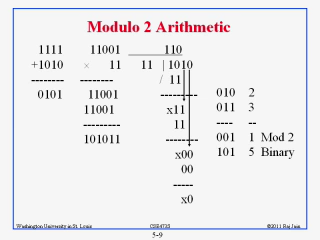 Modulo 2 Arithmetic
1111
+1010
--------
0101
11001
× 11
--------
11001
11001
---------
101011
110
11 | 1010
/ 11
---------
x11
11
--------
x00
00
-----
x0
010 2
011 3
---- --
001 1 Mod 2
101 5 Binary
Washington University in St. Louis CSE473S ©2011 Raj Jain
5-9